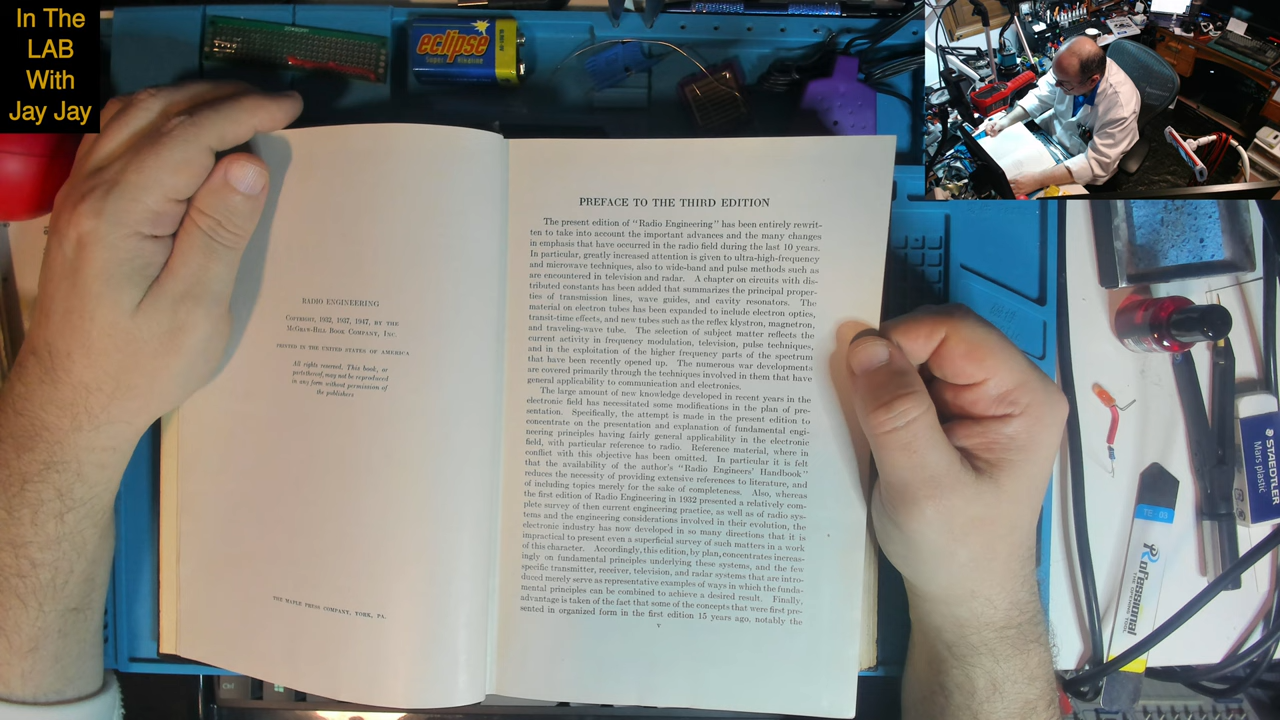 In The
LAB
With
Jay Jay
eclipse
Super
RADIO ENGINEERING
COPYRIGHT, 1932, 1937, 1947, BY THE
MCGRAW-HILL BOOK COMPANY, INC.
PRINTED IN THE UNITED STATES OF AMERICA
All rights reserved. This book, or
parts thereof, may not be reproduced
in any form without permission of
the publishers
THE MAPLE PRESS COMPANY, YORK, PA.
PREFACE TO THE THIRD EDITION
The present edition of "Radio Engineering" has been entirely rewrit-
ten to take into account the important advances and the many changes
in emphasis that have occurred in the radio field during the last 10 years.
In particular, greatly increased attention is given to ultra-high-frequency
and microwave techniques, also to wide-band and pulse methods such as
are encountered in television and radar. A chapter on circuits with dis-
tributed constants has been added that summarizes the principal proper-
ties of transmission lines, wave guides, and cavity resonators. The
material on electron tubes has been expanded to include electron optics,
transit-time effects, and new tubes such as the reflex klystron, magnetron,
and traveling-wave tube. The selection of subject matter reflects the
current activity in frequency modulation, television, pulse techniques,
and in the exploitation of the higher frequency parts of the spectrum
that have been recently opened up. The numerous war developments
are covered primarily through the techniques involved in them that have
general applicability to communication and electronics.
The large amount of new knowledge developed in recent years in the
electronic field has necessitated some modifications in the plan of pre-
sentation. Specifically, the attempt is made in the present edition to
concentrate on the presentation and explanation of fundamental engi-
neering principles having fairly general applicability in the electronic
field, with particular reference to radio. Reference material, where in
conflict with this objective has been omitted. In particular it is felt
that the availability of the author's "Radio Engineers' Handbook"
reduces the necessity of providing extensive references to literature, and
of including topics merely for the sake of completeness. Also, whereas
the first edition of Radio Engineering in 1932 presented a relatively com-
plete survey of then current engineering practice, as well as of radio sys-
tems and the engineering considerations involved in their evolution, the
electronic industry has now developed in so many directions that it is
impractical to present even a superficial survey of such matters in a work
of this character. Accordingly, this edition, by plan, concentrates increas-
ingly on fundamental principles underlying these systems, and the few
specific transmitter, receiver, television, and radar systems that are intro-
duced merely serve as representative examples of ways in which the funda-
mental principles can be combined to achieve a desired result. Finally,
advantage is taken of the fact that some of the concepts that were first pre-
sented in organized form in the first edition 15 years ago, notably the
v
STAEDTLER
Mars plastic
Rofessional